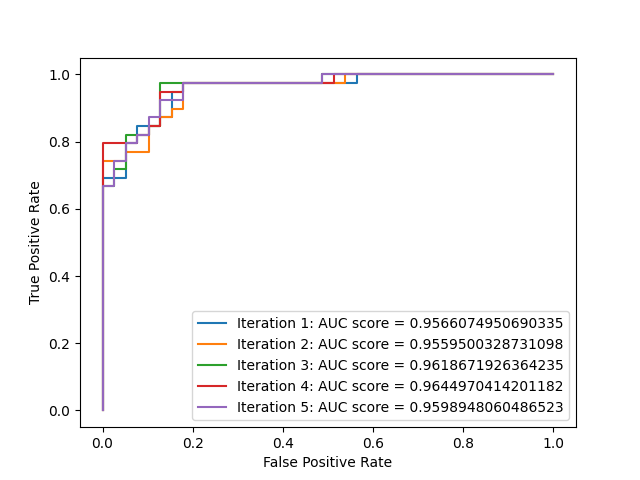 1.0
0.8
0.6
0.4
0.2
0.0
True Positive Rate
Iteration 1: AUC score = 0.9566074950690335
Iteration 2: AUC score = 0.9559500328731098
Iteration 3: AUC score = 0.9618671926364235
Iteration 4: AUC score = 0.9644970414201182
Iteration 5: AUC score = 0.9598948060486523
0.0 0.2 0.4 0.6 0.8 1.0
False Positive Rate